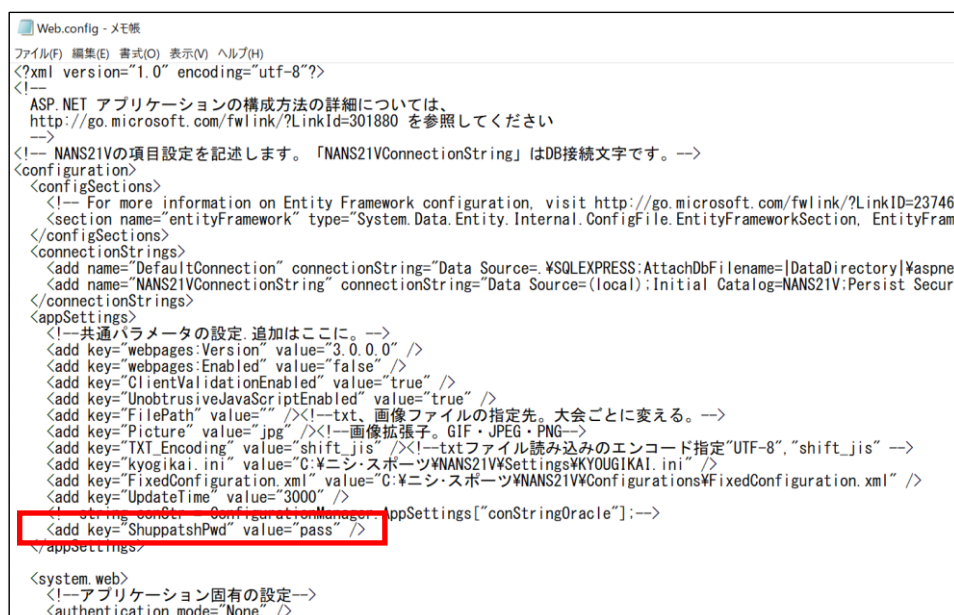 Web.config - メモ帳
ファイル(F) 編集(E) 書式(O) 表示(V) ヘルプ(H)
<?xml version="1.0" encoding="utf-8"?>
<!--
ASP.NET アプリケーションの構成方法の詳細については、
http://go.microsoft.com/fwlink/?LinkId=301880 を参照してください
-->
<!-- NANS21Vの項目設定を記述します。「NANS21VConnectionString」はDB接続文字です。-->
<configuration>
<configSections>
<!-- For more information on Entity Framework configuration, visit http://go.microsoft.com/fwlink/?LinkID=23746
<section name="entityFramework" type="System.Data.Entity.Internal.ConfigFile.EntityFrameworkSection, EntityFram
</configSections>
<connectionStrings>
<add name="DefaultConnection" connectionString="Data Source=.¥SQLEXPRESS;AttachDbFilename=|DataDirectory|¥aspne
<add name="NANS21VConnectionString" connectionString="Data Source=(local);Initial Catalog=NANS21V;Persist Secur
</connectionStrings>
<appSettings>
<!--共通パラメータの設定.追加はここに。-->
<add key="webpages:Version" value="3.0.0.0" />
<add key="webpages:Enabled" value="false" />
<add key="ClientValidationEnabled" value="true" />
<add key="UnobtrusiveJavaScriptEnabled" value="true" />
<add key="FilePath" value="" /><!--txt、画像ファイルの指定先。大会ごとに変える。-->
<add key="Picture" value="jpg" /><!--画像拡張子。GIF・JPEG・PNG-->
<add key="TXT_Encoding" value="shift_jis" /><!--txtファイル読み込みのエンコード指定"UTF-8","shift_jis" -->
<add key="kyogikai.ini" value="C:¥ニシ・スポーツ¥NANS21V¥Settings¥KYOUGIKAI.ini" />
<add key="FixedConfiguration.xml" value="C:¥ニシ・スポーツ¥NANS21V¥Configurations¥FixedConfiguration.xml" />
<add key="UpdateTime" value="3000" />
<!--string conStr = ConfigurationManager.AppSettings["conStringOracle"];-->
<add key="ShuppatshPwd" value="pass" />
</appSettings>
<system.web>
<!--アプリケーション固有の設定-->
<authentication mode="None" />